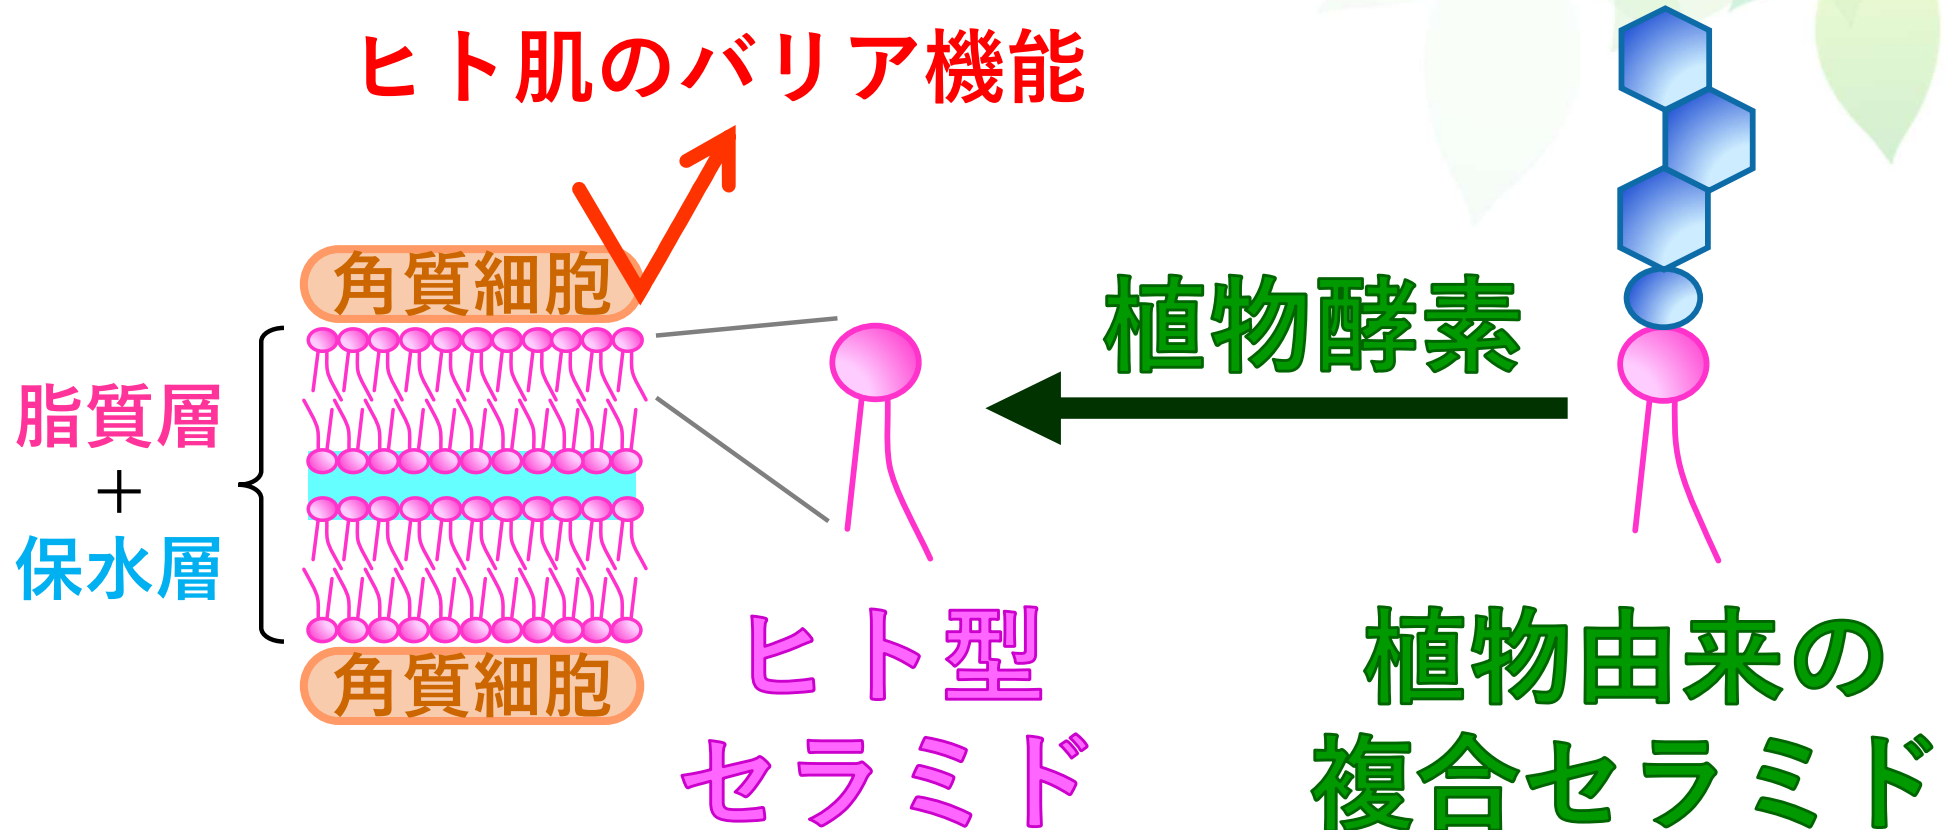 ヒト肌のバリア機能
角質細胞
脂質層
＋
保水層
角質細胞
ヒト型
セラミド
植物酵素
植物由来の
複合セラミド